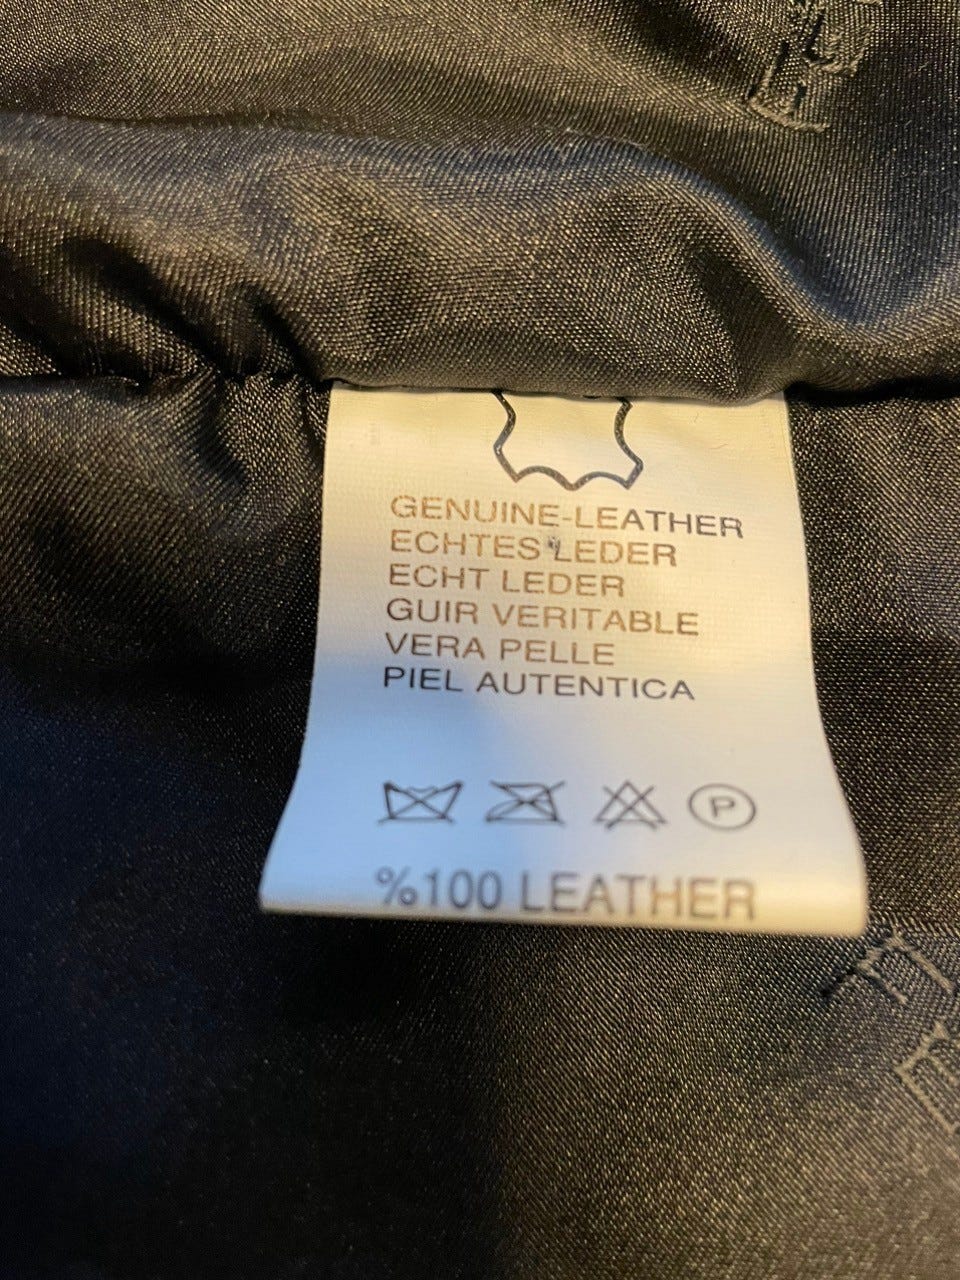 GENUINE-LEATHER
ECHTES LEDER
ECHT LEDER
GUIR VERITABLE
VERA PELLE
PIEL AUTENTICA
P
%100 LEATHER